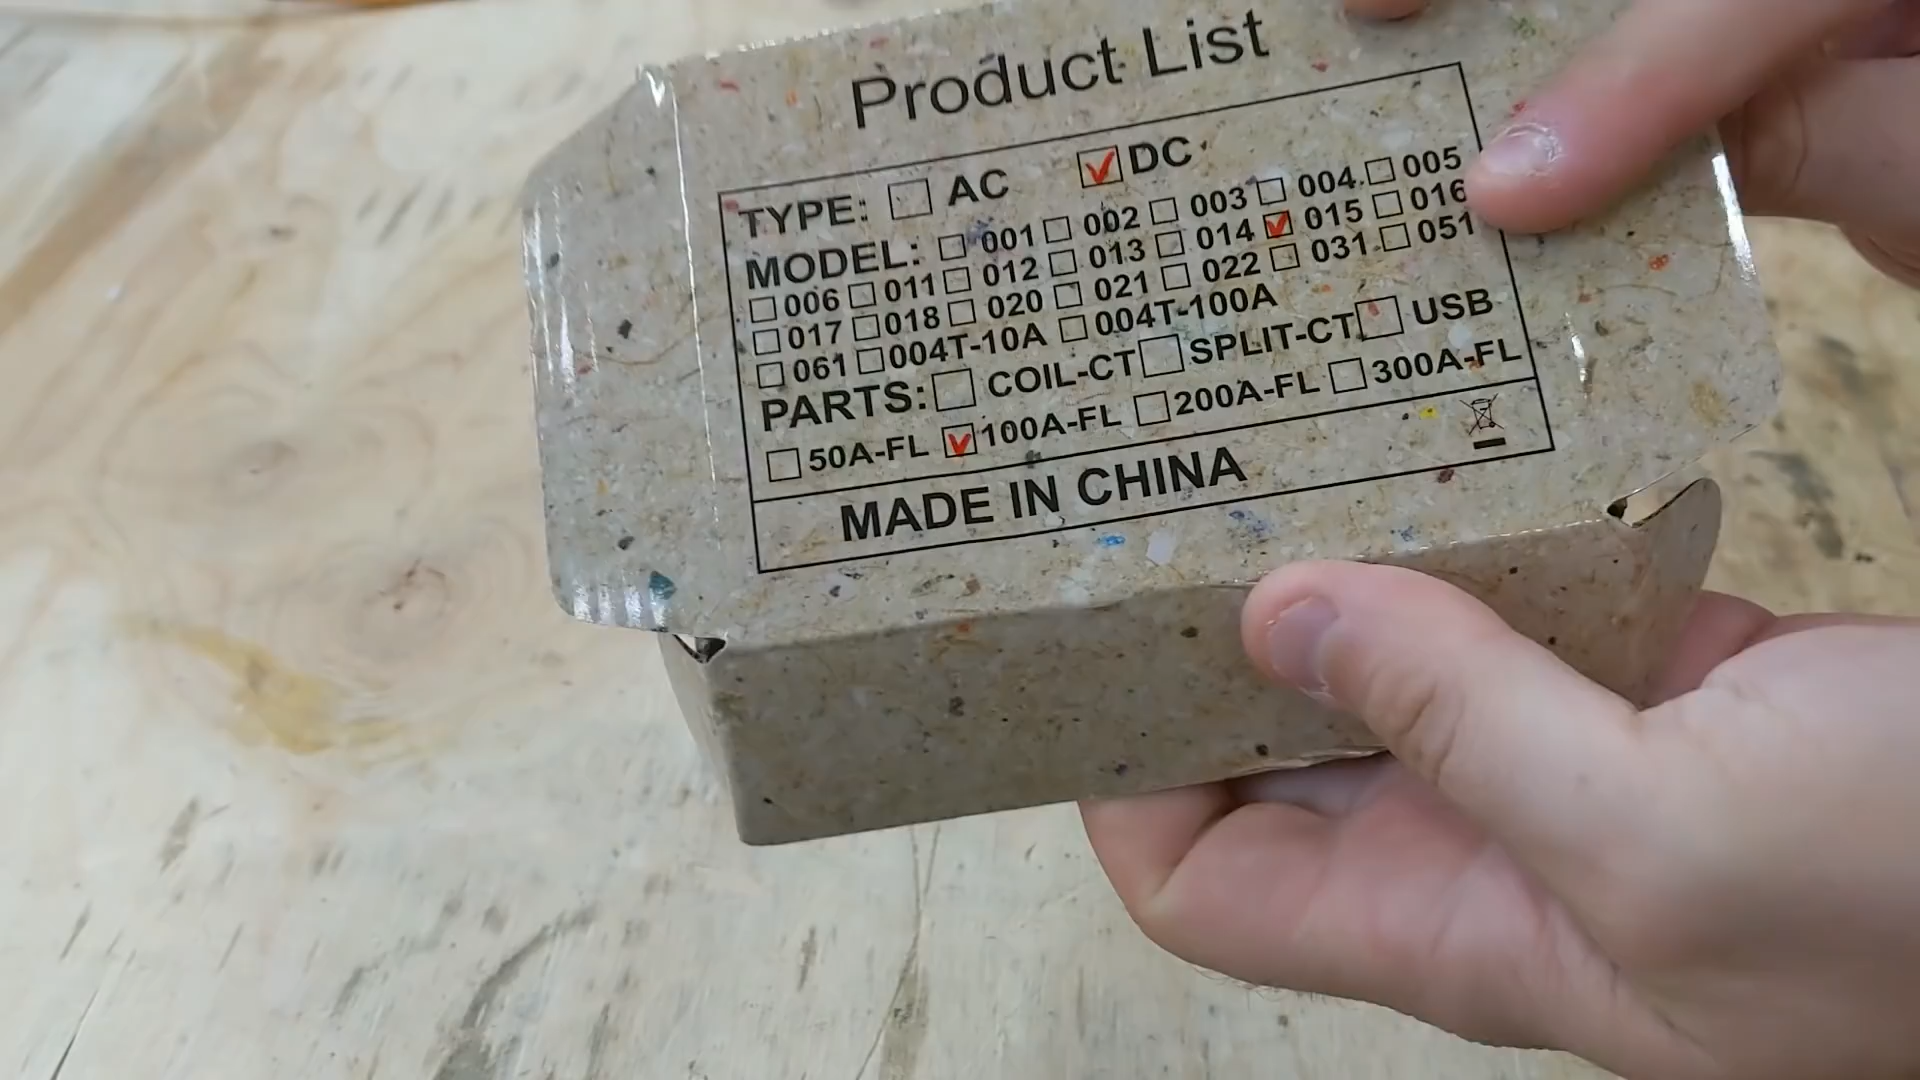 Product List
TYPE: ☐ AC ☑ DC
MODEL: ☐ 001 ☐ 002 ☐ 003 ☐ 004 ☐ 005
☐ 006 ☐ 011 ☐ 012 ☐ 013 ☐ 014 ☑ 015 ☐ 016
☐ 017 ☐ 018 ☐ 020 ☐ 021 ☐ 022 ☐ 031 ☐ 051
☐ 061 ☐ 004T-10A ☐ 004T-100A
PARTS: ☐ COIL-CT ☐ SPLIT-CT ☐ USB
☐ 50A-FL ☑ 100A-FL ☐ 200A-FL ☐ 300A-FL
MADE IN CHINA